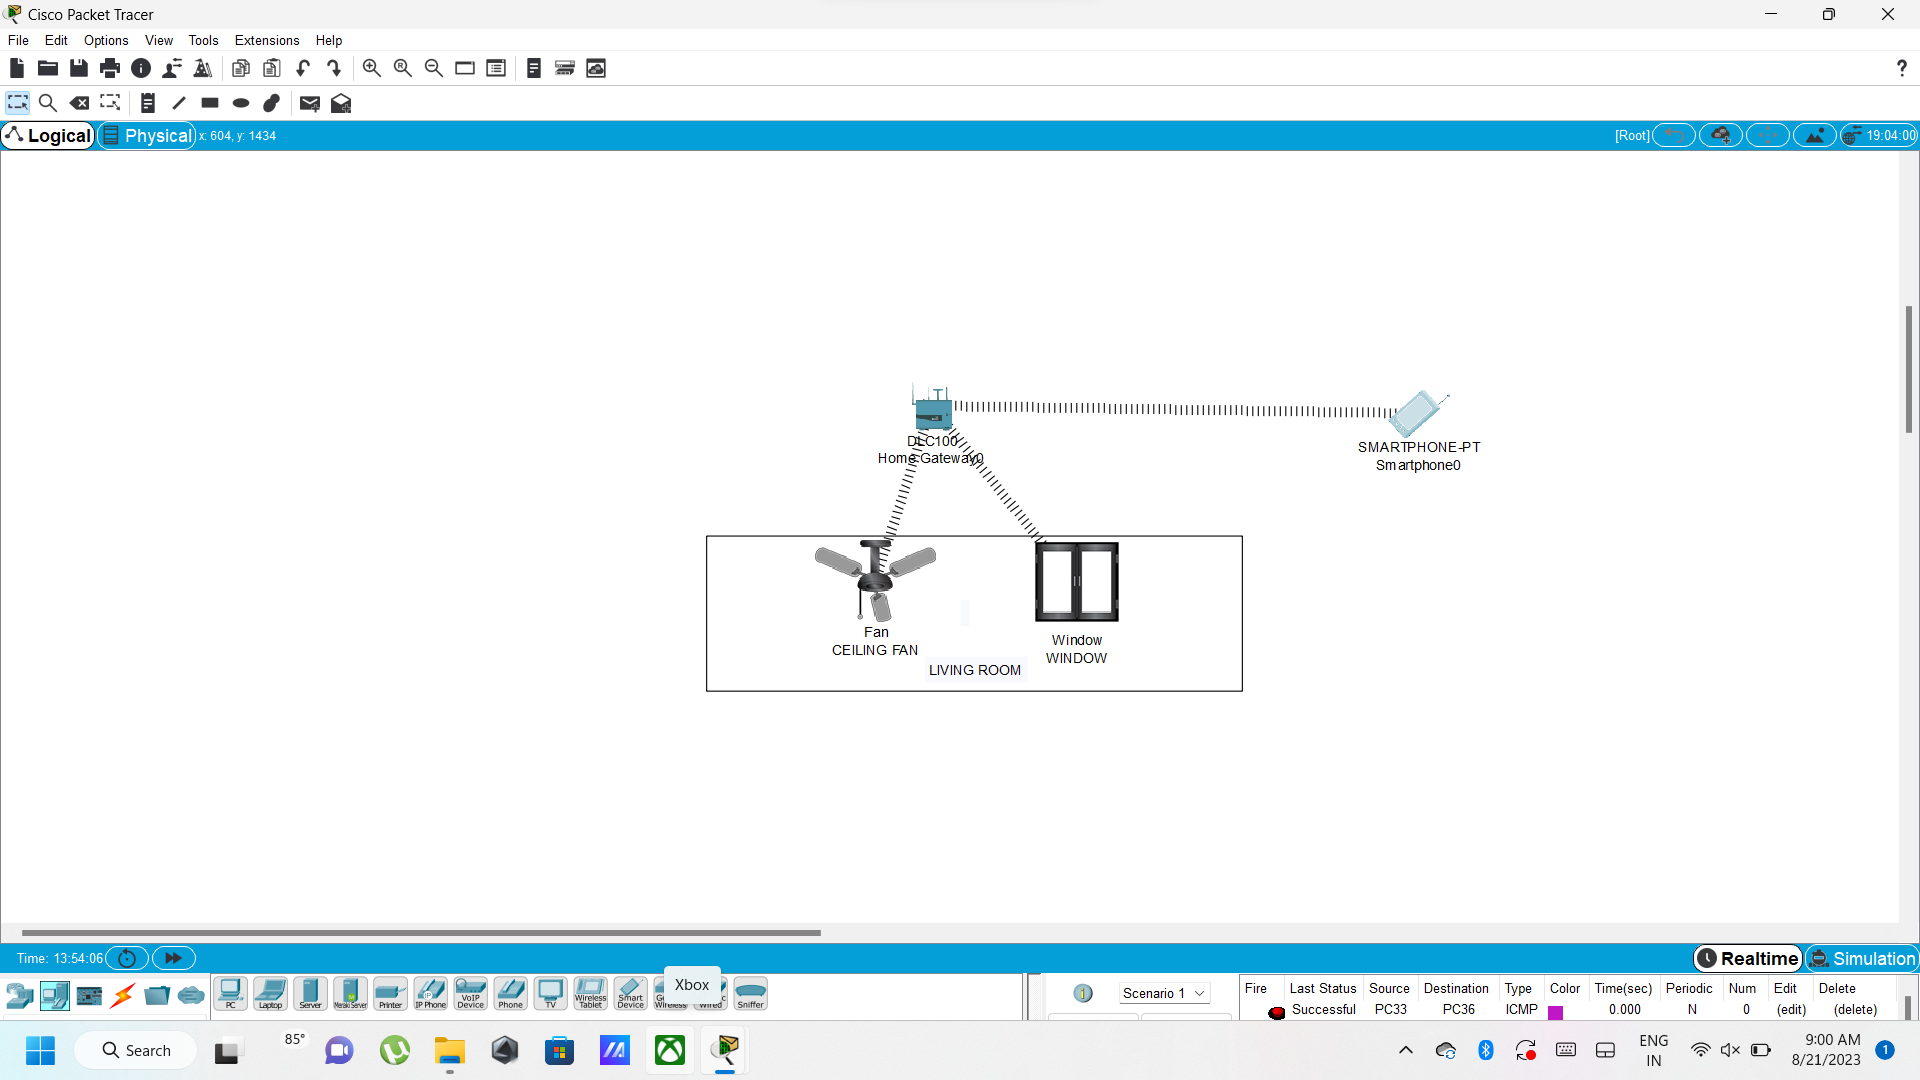 Cisco Packet Tracer
File Edit Options View Tools Extensions Help
?
Logical Physical x: 604, y: 1434 [Root] 19:04:00
DLC100
Home Gateway0
SMARTPHONE-PT
Smartphone0
Fan
CEILING FAN
Window
WINDOW
LIVING ROOM
Time: 13:54:06 Realtime Simulation
PC Laptop Server Meraki Server Printer IP Phone VoIP Device Phone TV Wireless Tablet Smart Device Wireless Wired Sniffer
Xbox
Scenario 1
Fire Last Status Source Destination Type Color Time(sec) Periodic Num Edit Delete
Successful PC33 PC36 ICMP 0.000 N 0 (edit) (delete)
Search
85°
ENG
IN
9:00 AM
8/21/2023
1